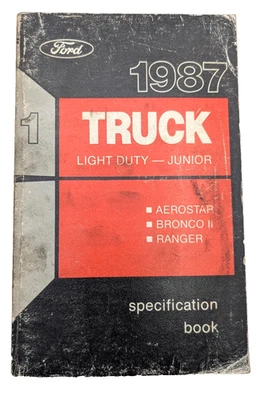 Ford
1987
1
TRUCK
LIGHT DUTY — JUNIOR
■ AEROSTAR
■ BRONCO II
■ RANGER
specification
book